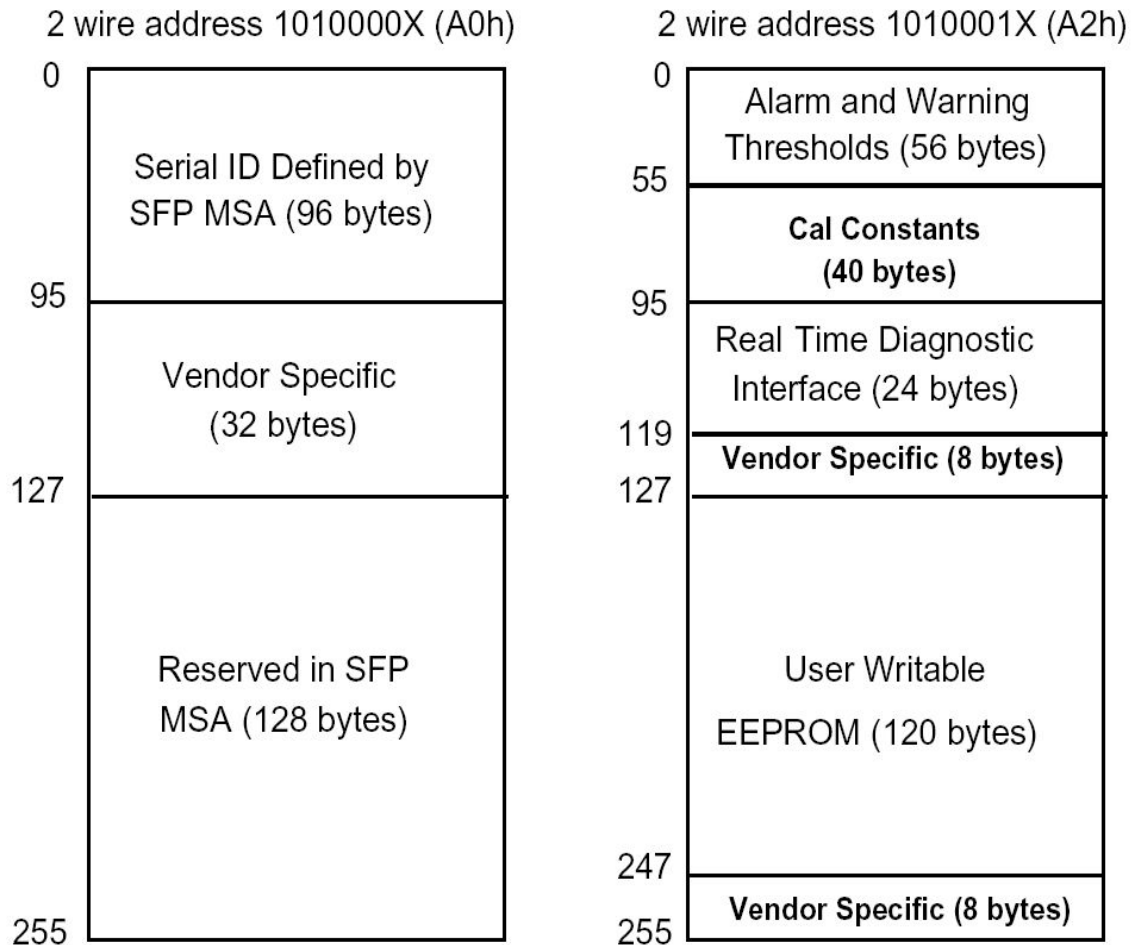 2 wire address 1010000X (A0h)
0
Serial ID Defined by
SFP MSA (96 bytes)
95
Vendor Specific
(32 bytes)
127
Reserved in SFP
MSA (128 bytes)
255
2 wire address 1010001X (A2h)
0
Alarm and Warning
Thresholds (56 bytes)
55
Cal Constants
(40 bytes)
95
Real Time Diagnostic
Interface (24 bytes)
119
Vendor Specific (8 bytes)
127
User Writable
EEPROM (120 bytes)
247
Vendor Specific (8 bytes)
255